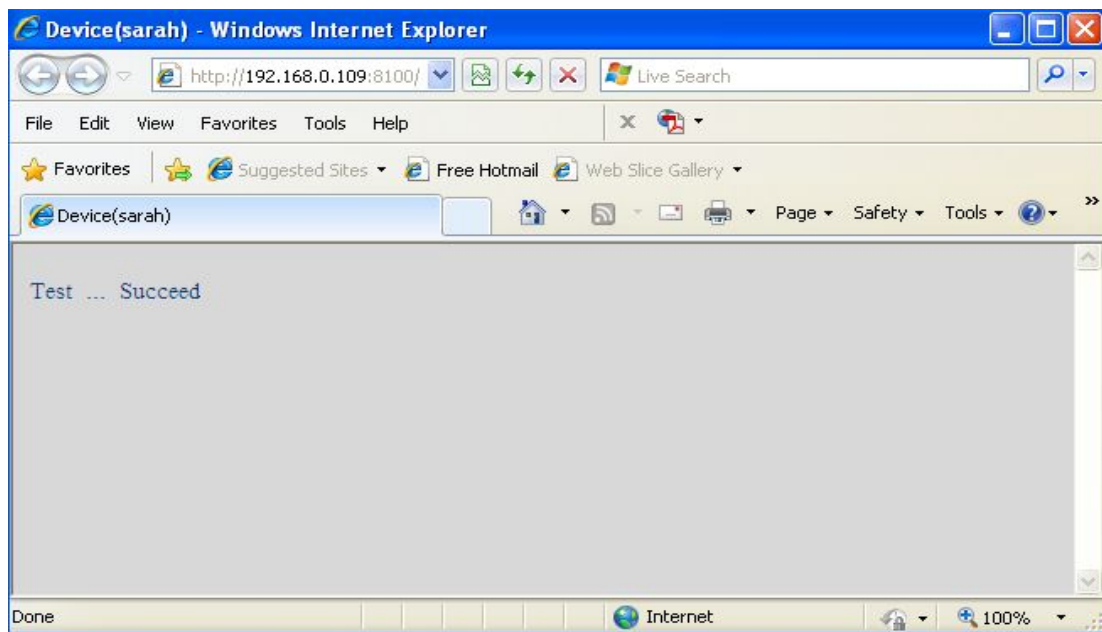 Device(sarah) - Windows Internet Explorer
http://192.168.0.109:8100/ Live Search
File Edit View Favorites Tools Help
Favorites Suggested Sites Free Hotmail Web Slice Gallery
Device(sarah) Page Safety Tools »
Test ... Succeed
Done Internet 100%